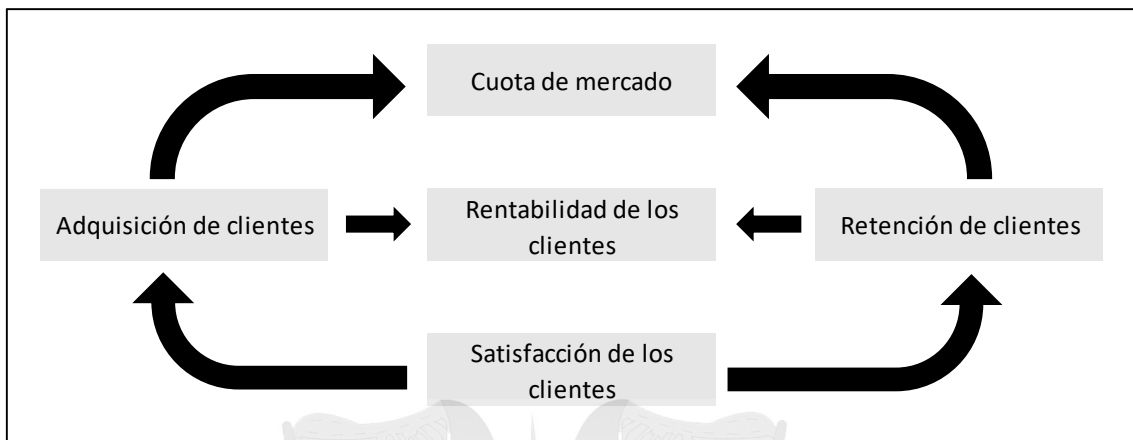 Cuota de mercado
Adquisición de clientes
Rentabilidad de los
clientes
Retención de clientes
Satisfacción de los
clientes